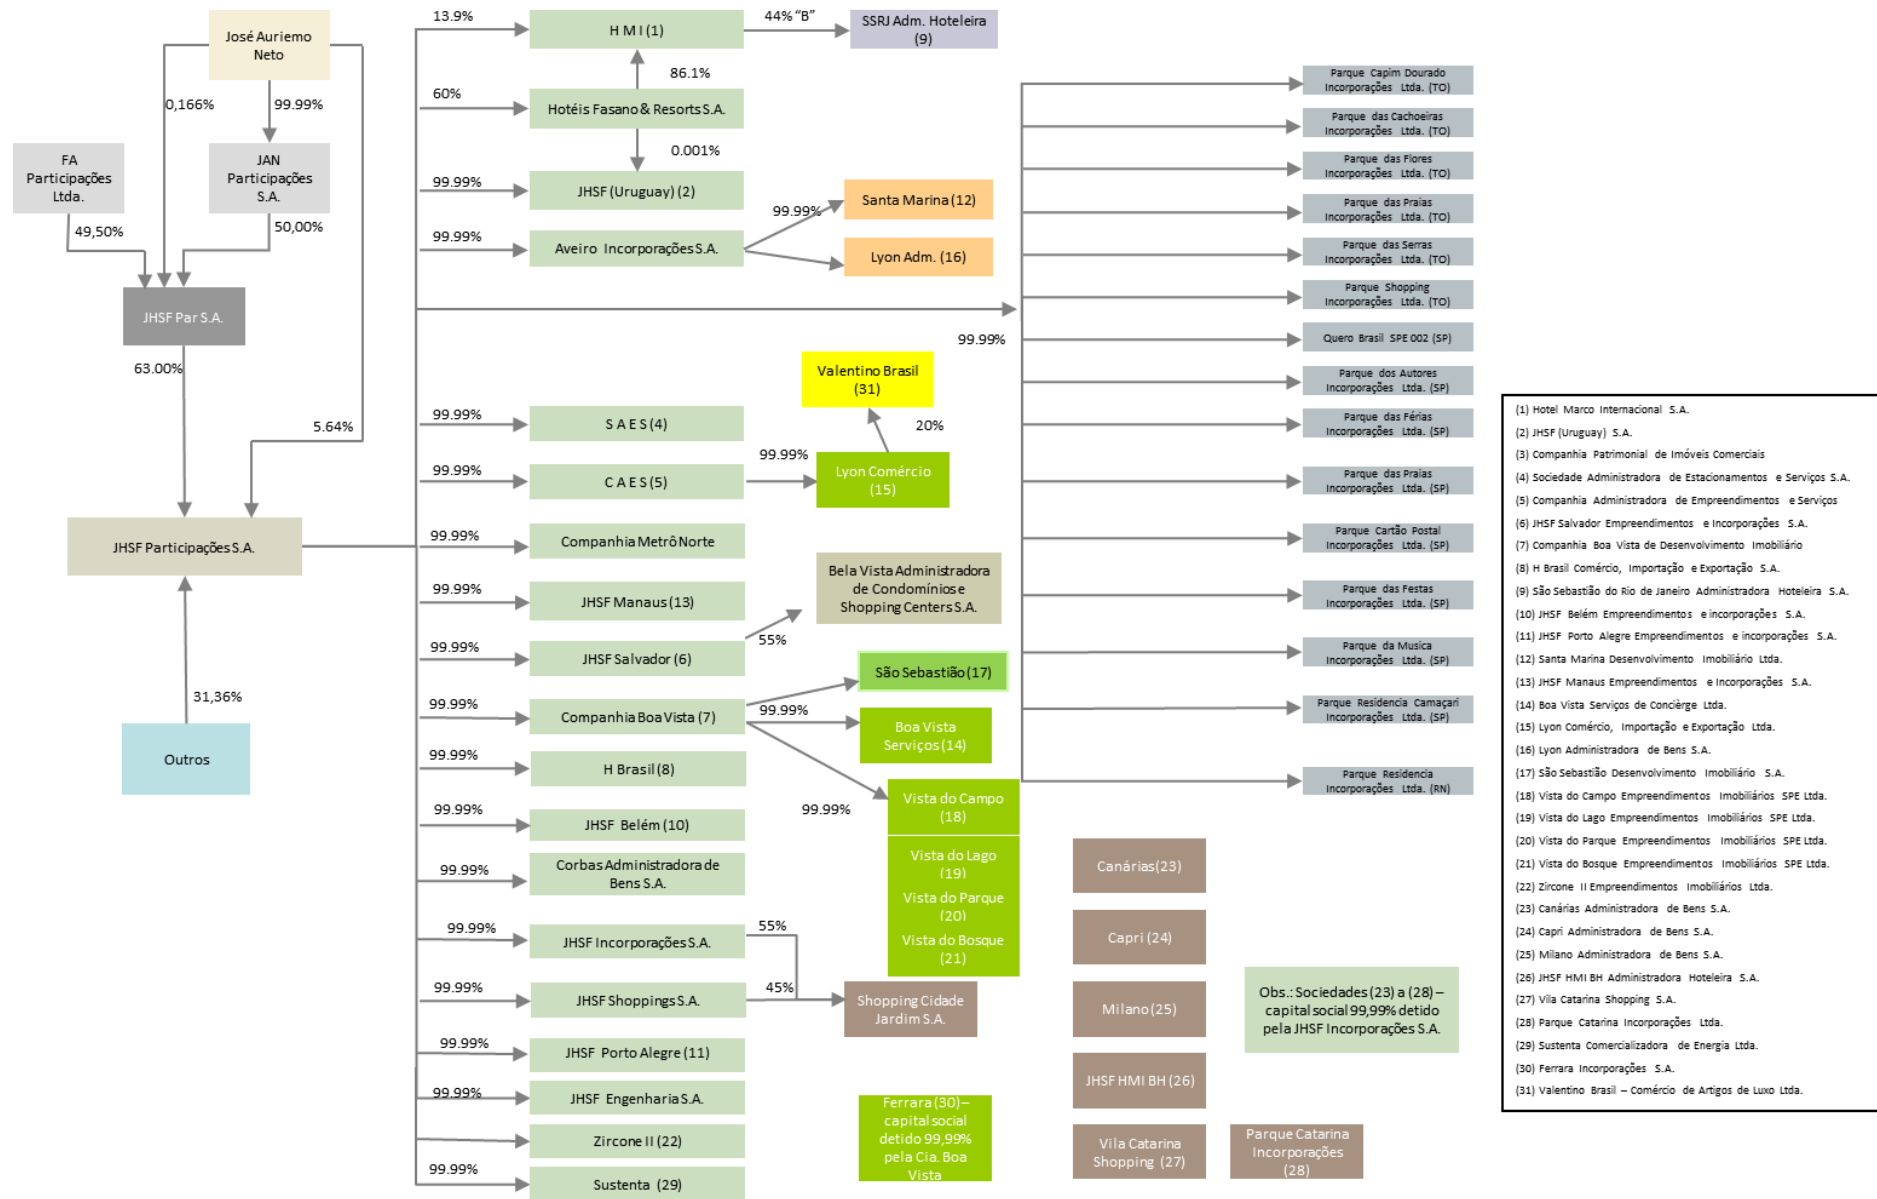 José Auriemo
Neto
0,166%
99.99%
FA
Participações
Ltda.
JAN
Participações
S.A.
49,50%
50,00%
JHSF Par S.A.
63.00%
5.64%
JHSF Participações S.A.
31,36%
Outros
13.9%
H M I (1)
44% "B"
SSRJ Adm. Hoteleira
(9)
86.1%
60%
Hotéis Fasano & Resorts S.A.
0.001%
99.99%
JHSF (Uruguay) (2)
99.99%
Aveiro Incorporações S.A.
99.99%
Santa Marina (12)
Lyon Adm. (16)
99.99%
Valentino Brasil
(31)
20%
99.99%
S A E S (4)
99.99%
C A E S (5)
99.99%
Lyon Comércio
(15)
99.99%
Companhia Metrô Norte
99.99%
JHSF Manaus (13)
Bela Vista Administradora
de Condomínios e
Shopping Centers S.A.
99.99%
JHSF Salvador (6)
55%
99.99%
Companhia Boa Vista (7)
São Sebastião (17)
99.99%
Boa Vista
Serviços (14)
99.99%
H Brasil (8)
99.99%
Vista do Campo
(18)
Vista do Lago
(19)
Vista do Parque
(20)
Vista do Bosque
(21)
99.99%
JHSF Belém (10)
99.99%
Corbas Administradora de
Bens S.A.
99.99%
JHSF Incorporações S.A.
55%
99.99%
JHSF Shoppings S.A.
45%
Shopping Cidade
Jardim S.A.
99.99%
JHSF Porto Alegre (11)
99.99%
JHSF Engenharia S.A.
Zircone II (22)
99.99%
Sustenta (29)
Ferrara (30) –
capital social
detido 99,99%
pela Cia. Boa
Vista
Canárias(23)
Capri (24)
Milano (25)
JHSF HMI BH (26)
Vila Catarina
Shopping (27)
Parque Catarina
Incorporações
(28)
Obs.: Sociedades (23) a (28) –
capital social 99,99% detido
pela JHSF Incorporações S.A.
Parque Capim Dourado
Incorporações Ltda. (TO)
Parque das Cachoeiras
Incorporações Ltda. (TO)
Parque das Flores
Incorporações Ltda. (TO)
Parque das Praias
Incorporações Ltda. (TO)
Parque das Serras
Incorporações Ltda. (TO)
Parque Shopping
Incorporações Ltda. (TO)
Quero Brasil SPE 002 (SP)
Parque dos Autores
Incorporações Ltda. (SP)
Parque das Férias
Incorporações Ltda. (SP)
Parque das Praias
Incorporações Ltda. (SP)
Parque Cartão Postal
Incorporações Ltda. (SP)
Parque das Festas
Incorporações Ltda. (SP)
Parque da Musica
Incorporações Ltda. (SP)
Parque Residencia Camaçari
Incorporações Ltda. (SP)
Parque Residencia
Incorporações Ltda. (RN)
(1) Hotel Marco Internacional S.A.
(2) JHSF (Uruguay) S.A.
(3) Companhia Patrimonial de Imóveis Comerciais
(4) Sociedade Administradora de Estacionamentos e Serviços S.A.
(5) Companhia Administradora de Empreendimentos e Serviços
(6) JHSF Salvador Empreendimentos e Incorporações S.A.
(7) Companhia Boa Vista de Desenvolvimento Imobiliário
(8) H Brasil Comércio, Importação e Exportação S.A.
(9) São Sebastião do Rio de Janeiro Administradora Hoteleira S.A.
(10) JHSF Belém Empreendimentos e incorporações S.A.
(11) JHSF Porto Alegre Empreendimentos e incorporações S.A.
(12) Santa Marina Desenvolvimento Imobiliário Ltda.
(13) JHSF Manaus Empreendimentos e Incorporações S.A.
(14) Boa Vista Serviços de Concièrge Ltda.
(15) Lyon Comércio, Importação e Exportação Ltda.
(16) Lyon Administradora de Bens S.A.
(17) São Sebastião Desenvolvimento Imobiliário S.A.
(18) Vista do Campo Empreendimentos Imobiliários SPE Ltda.
(19) Vista do Lago Empreendimentos Imobiliários SPE Ltda.
(20) Vista do Parque Empreendimentos Imobiliários SPE Ltda.
(21) Vista do Bosque Empreendimentos Imobiliários SPE Ltda.
(22) Zircone II Empreendimentos Imobiliários Ltda.
(23) Canárias Administradora de Bens S.A.
(24) Capri Administradora de Bens S.A.
(25) Milano Administradora de Bens S.A.
(26) JHSF HMI BH Administradora Hoteleira S.A.
(27) Vila Catarina Shopping S.A.
(28) Parque Catarina Incorporações Ltda.
(29) Sustenta Comercializadora de Energia Ltda.
(30) Ferrara Incorporações S.A.
(31) Valentino Brasil – Comércio de Artigos de Luxo Ltda.